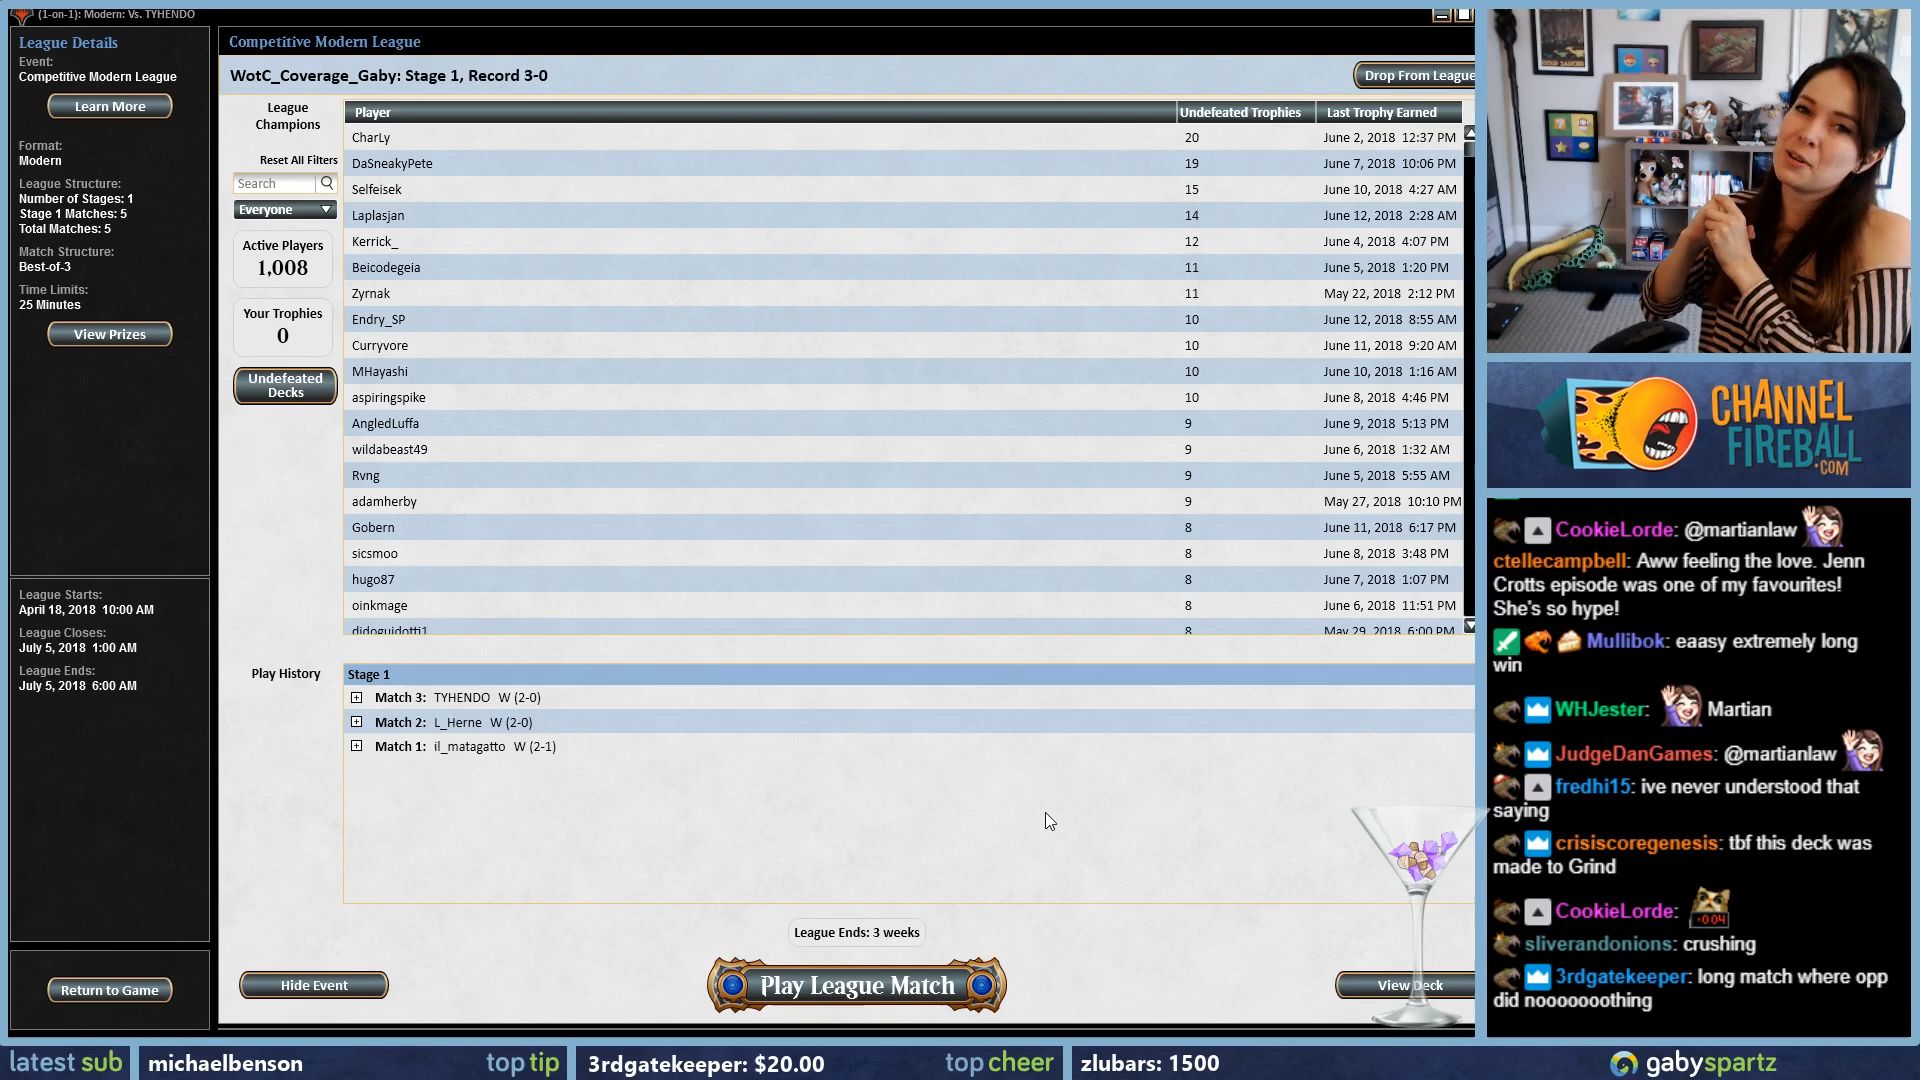 (1-on-1): Modern: Vs. TYHENDO
League Details
Event:
Competitive Modern League
Learn More
Format:
Modern
League Structure:
Number of Stages: 1
Stage 1 Matches: 5
Total Matches: 5
Match Structure:
Best-of-3
Time Limits:
25 Minutes
View Prizes
League Starts:
April 18, 2018 10:00 AM
League Closes:
July 5, 2018 1:00 AM
League Ends:
July 5, 2018 6:00 AM
Return to Game
Competitive Modern League
WotC_Coverage_Gaby: Stage 1, Record 3-0
Drop From League
League
Champions
Reset All Filters
Search
Everyone
Active Players
1,008
Your Trophies
0
Undefeated
Decks
Player Undefeated Trophies Last Trophy Earned
CharLy 20 June 2, 2018 12:37 PM
DaSneakyPete 19 June 7, 2018 10:06 PM
Selfeisek 15 June 10, 2018 4:27 AM
Laplasjan 14 June 12, 2018 2:28 AM
Kerrick_ 12 June 4, 2018 4:07 PM
Beicodegeia 11 June 5, 2018 1:20 PM
Zyrnak 11 May 22, 2018 2:12 PM
Endry_SP 10 June 12, 2018 8:55 AM
Curryvore 10 June 11, 2018 9:20 AM
MHayashi 10 June 10, 2018 1:16 AM
aspiringspike 10 June 8, 2018 4:46 PM
AngledLuffa 9 June 9, 2018 5:13 PM
wildabeast49 9 June 6, 2018 1:32 AM
Rvng 9 June 5, 2018 5:55 AM
adamherby 9 May 27, 2018 10:10 PM
Gobern 8 June 11, 2018 6:17 PM
sicsmoo 8 June 8, 2018 3:48 PM
hugo87 8 June 7, 2018 1:07 PM
oinkmage 8 June 6, 2018 11:51 PM
didoguidotti1 8 May 29, 2018 6:00 PM
Play History
Stage 1
Match 3: TYHENDO W (2-0)
Match 2: L_Herne W (2-0)
Match 1: il_matagatto W (2-1)
League Ends: 3 weeks
Hide Event
Play League Match
View Deck
CHANNEL
FIREBALL
.COM
CookieLorde: @martianlaw
ctellecampbell: Aww feeling the love. Jenn
Crotts episode was one of my favourites!
She's so hype!
Mullibok: eaasy extremely long
win
WHJester: Martian
JudgeDanGames: @martianlaw
fredhi15: ive never understood that
saying
crisiscoregenesis: tbf this deck was
made to Grind
CookieLorde:
sliverandonions: crushing
3rdgatekeeper: long match where opp
did nooooooothing
latest sub michaelbenson
top tip 3rdgatekeeper: $20.00
top cheer zlubars: 1500
gabyspartz